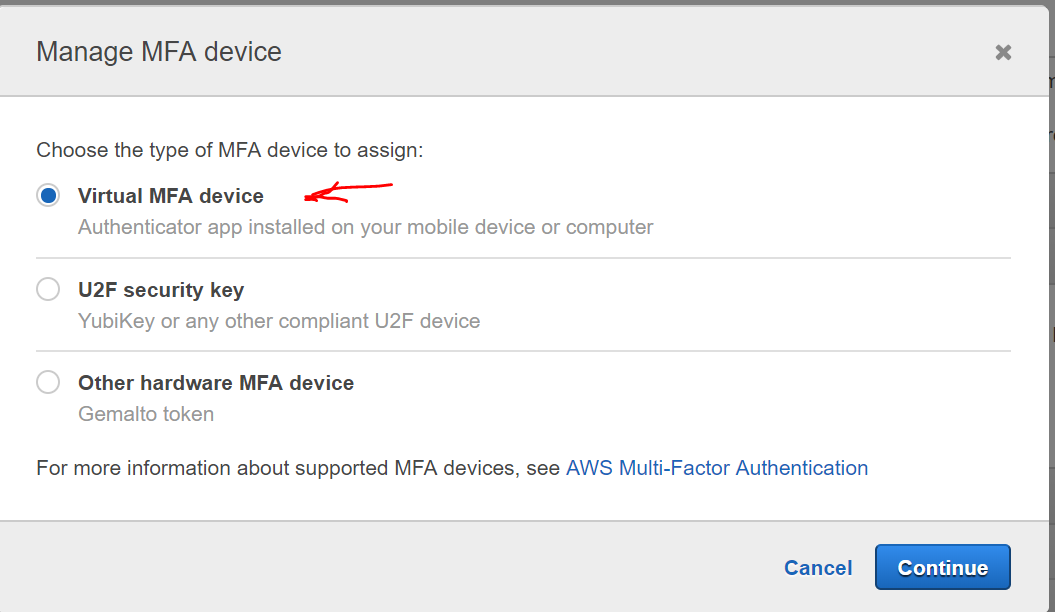 Manage MFA device
Choose the type of MFA device to assign:
Virtual MFA device
Authenticator app installed on your mobile device or computer
U2F security key
YubiKey or any other compliant U2F device
Other hardware MFA device
Gemalto token
For more information about supported MFA devices, see AWS Multi-Factor Authentication
Cancel
Continue